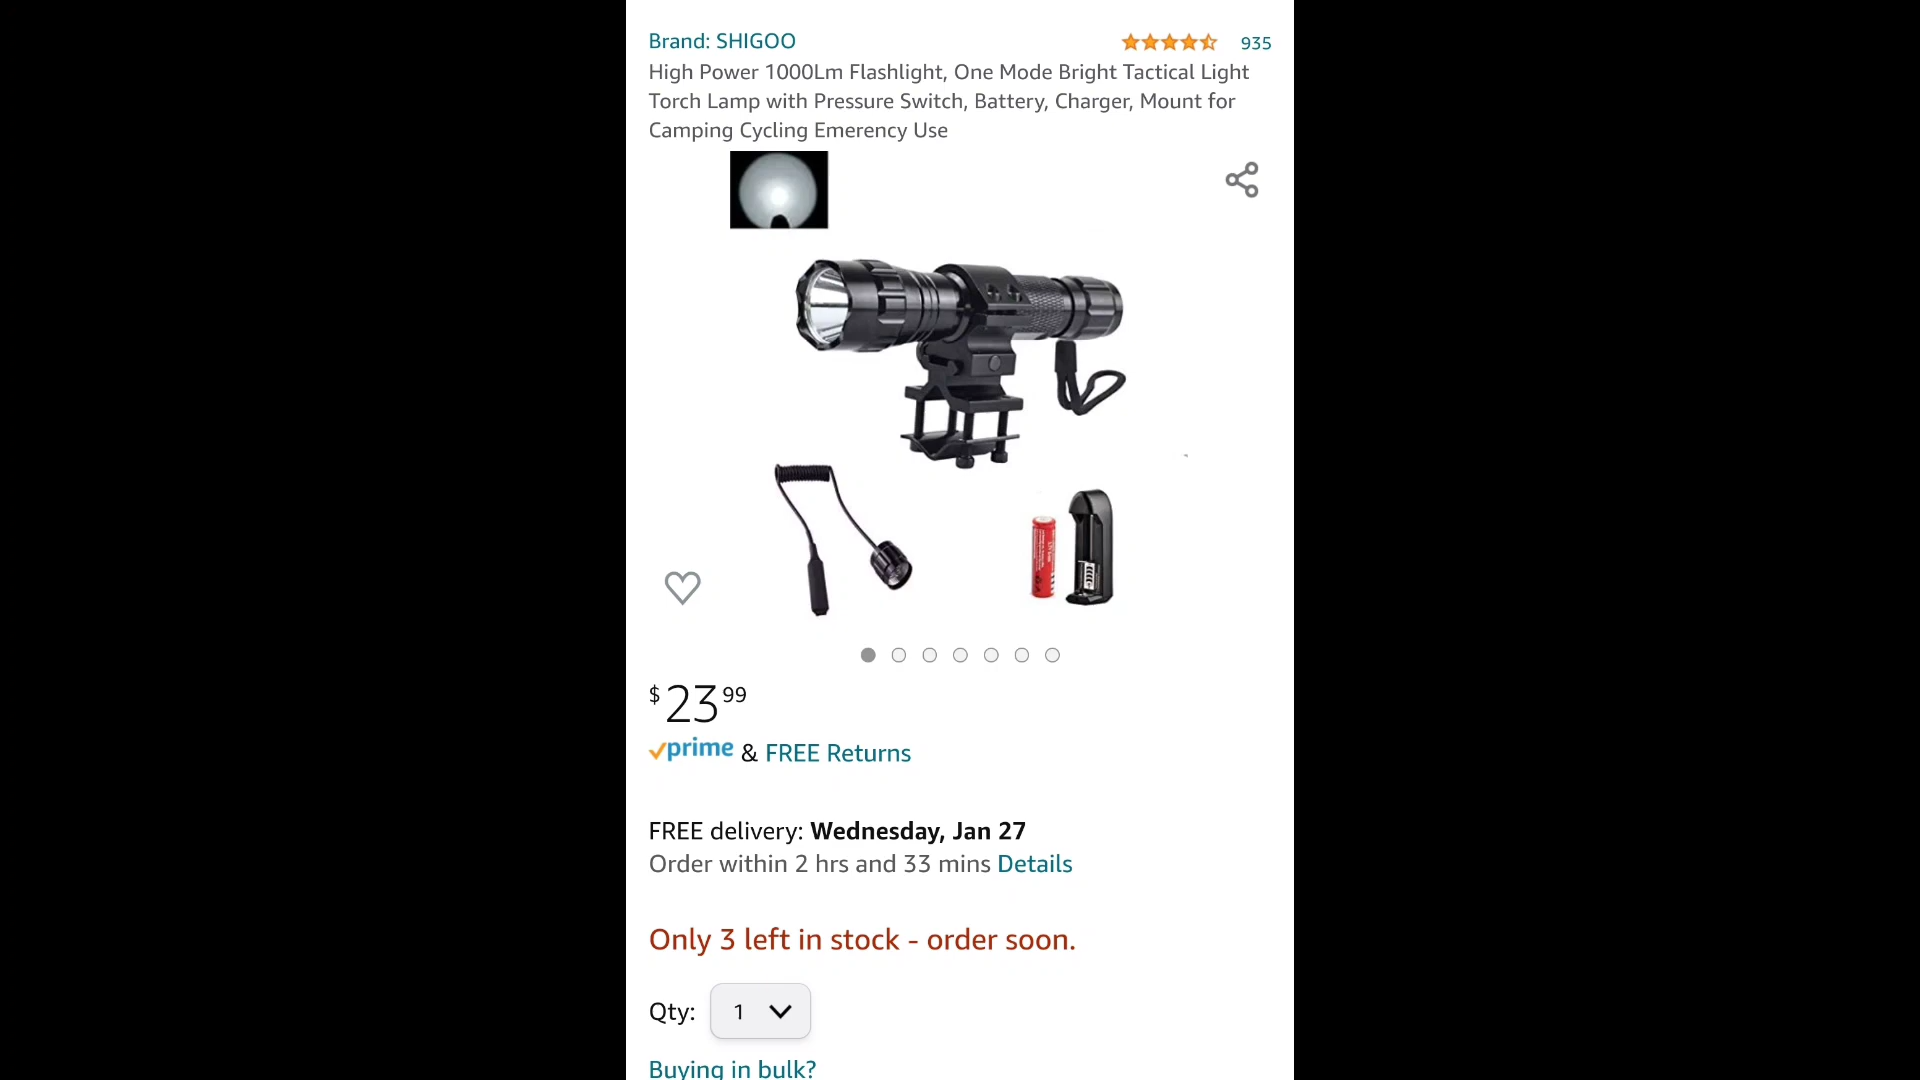 Brand: SHIGOO
935
High Power 1000Lm Flashlight, One Mode Bright Tactical Light
Torch Lamp with Pressure Switch, Battery, Charger, Mount for
Camping Cycling Emerency Use
$23.99
prime & FREE Returns
FREE delivery: Wednesday, Jan 27
Order within 2 hrs and 33 mins Details
Only 3 left in stock - order soon.
Qty: 1
Buying in bulk?